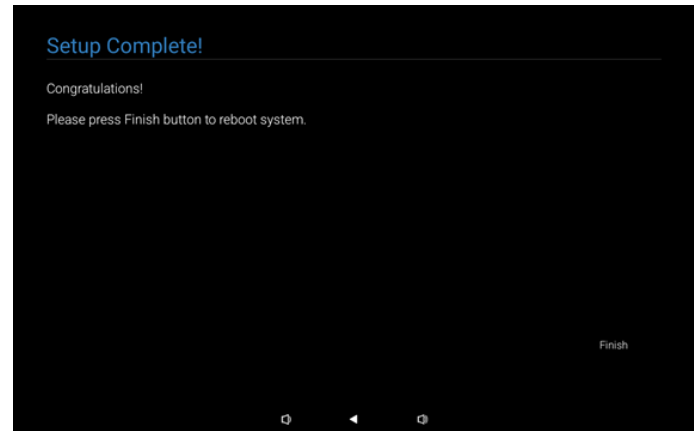 Setup Complete!
Congratulations!
Please press Finish button to reboot system.
Finish